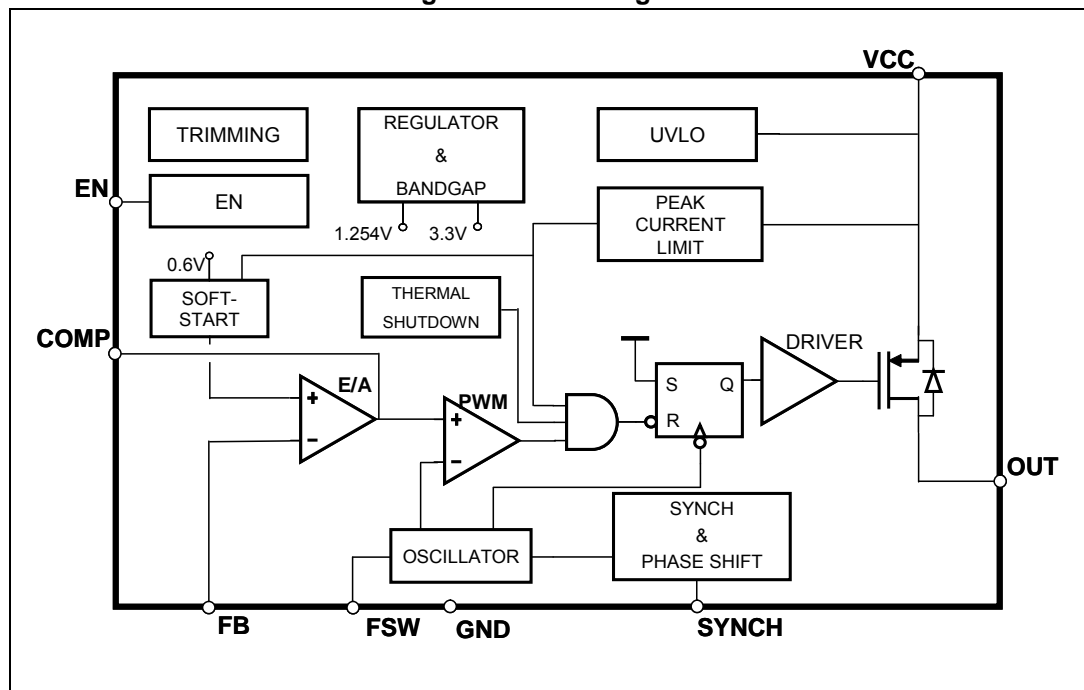 VCC
TRIMMING
REGULATOR
&
BANDGAP
UVLO
EN
EN
PEAK
CURRENT
LIMIT
1.254V
3.3V
0.6V
SOFT-
START
THERMAL
SHUTDOWN
COMP
DRIVER
E/A
+
−
PWM
+
−
S
Q
R
OUT
OSCILLATOR
SYNCH
&
PHASE SHIFT
FB
FSW
GND
SYNCH